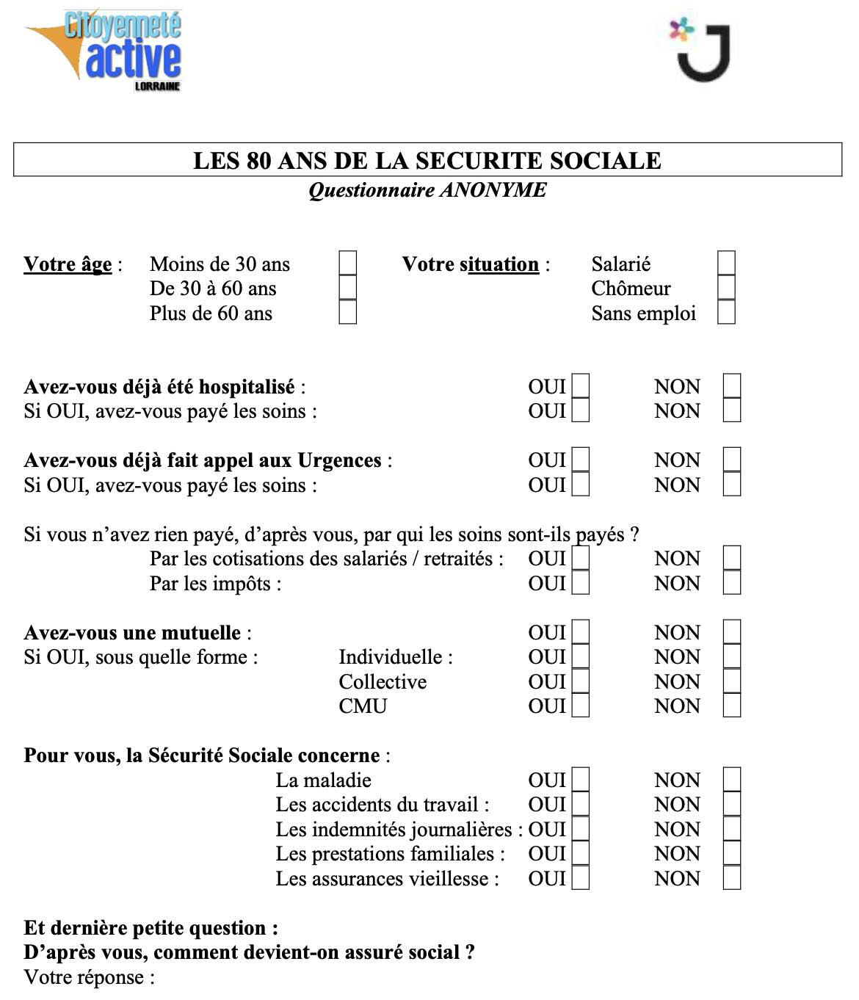 Citoyenneté
active
LORRAINE
J
LES 80 ANS DE LA SECURITE SOCIALE
Questionnaire ANONYME
Votre âge : Moins de 30 ans Votre situation : Salarié
De 30 à 60 ans Chômeur
Plus de 60 ans Sans emploi
Avez-vous déjà été hospitalisé : OUI NON
Si OUI, avez-vous payé les soins : OUI NON
Avez-vous déjà fait appel aux Urgences : OUI NON
Si OUI, avez-vous payé les soins : OUI NON
Si vous n’avez rien payé, d’après vous, par qui les soins sont-ils payés ?
Par les cotisations des salariés / retraités : OUI NON
Par les impôts : OUI NON
Avez-vous une mutuelle : OUI NON
Si OUI, sous quelle forme : Individuelle : OUI NON
Collective OUI NON
CMU OUI NON
Pour vous, la Sécurité Sociale concerne :
La maladie OUI NON
Les accidents du travail : OUI NON
Les indemnités journalières : OUI NON
Les prestations familiales : OUI NON
Les assurances vieillesse : OUI NON
Et dernière petite question :
D’après vous, comment devient-on assuré social ?
Votre réponse :